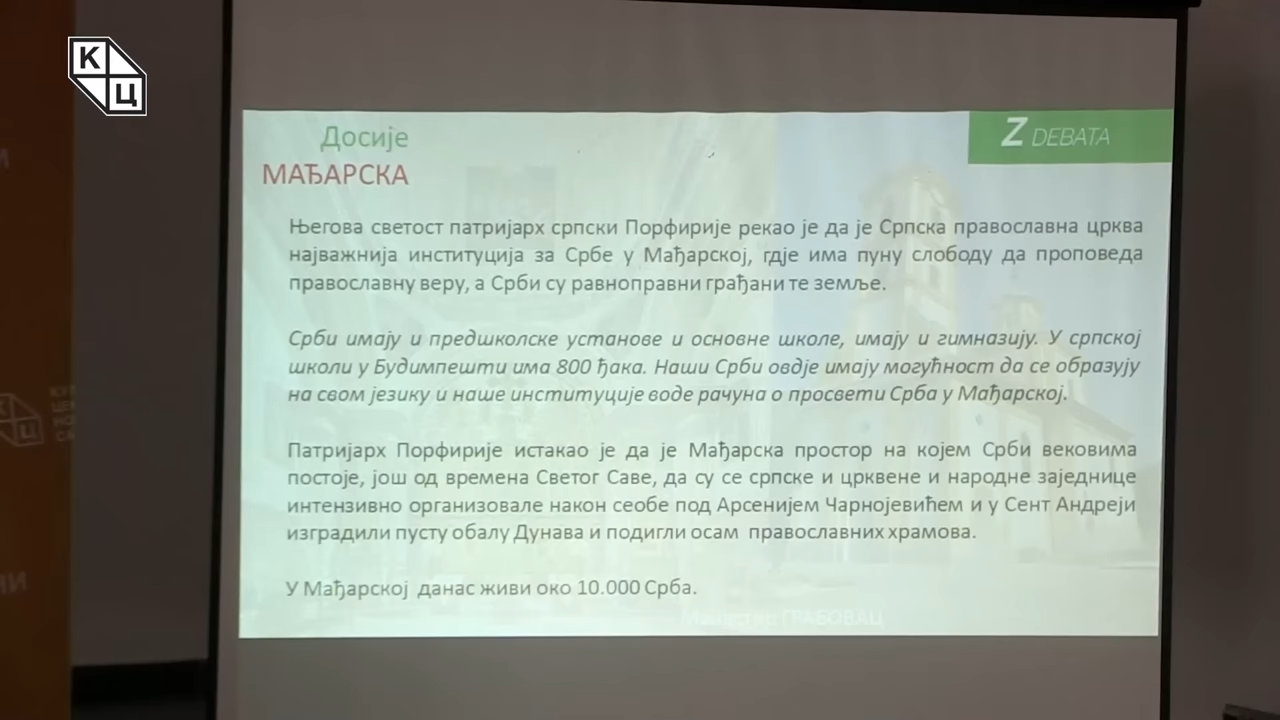 К
Ц
Досије
МАЂАРСКА
Z DEBATA
Његова светост патријарх српски Порфирије рекао је да је Српска православна црква
најважнија институција за Србе у Мађарској, гдје има пуну слободу да проповеда
православну веру, а Срби су равноправни грађани те земље.
Срби имају и предшколске установе и основне школе, имају и гимназију. У српској
школи у Будимпешти има 800 ђака. Наши Срби овдје имају могућност да се образују
на свом језику и наше институције воде рачуна о просвети Срба у Мађарској.
Патријарх Порфирије истакао је да је Мађарска простор на којем Срби вековима
постоје, још од времена Светог Саве, да су се српске и црквене и народне заједнице
интензивно организовале након сеобе под Арсенијем Чарнојевићем и у Сент Андреји
изградили пусту обалу Дунава и подигли осам православних храмова.
У Мађарској данас живи око 10.000 Срба.
ГРАБОВАЦ